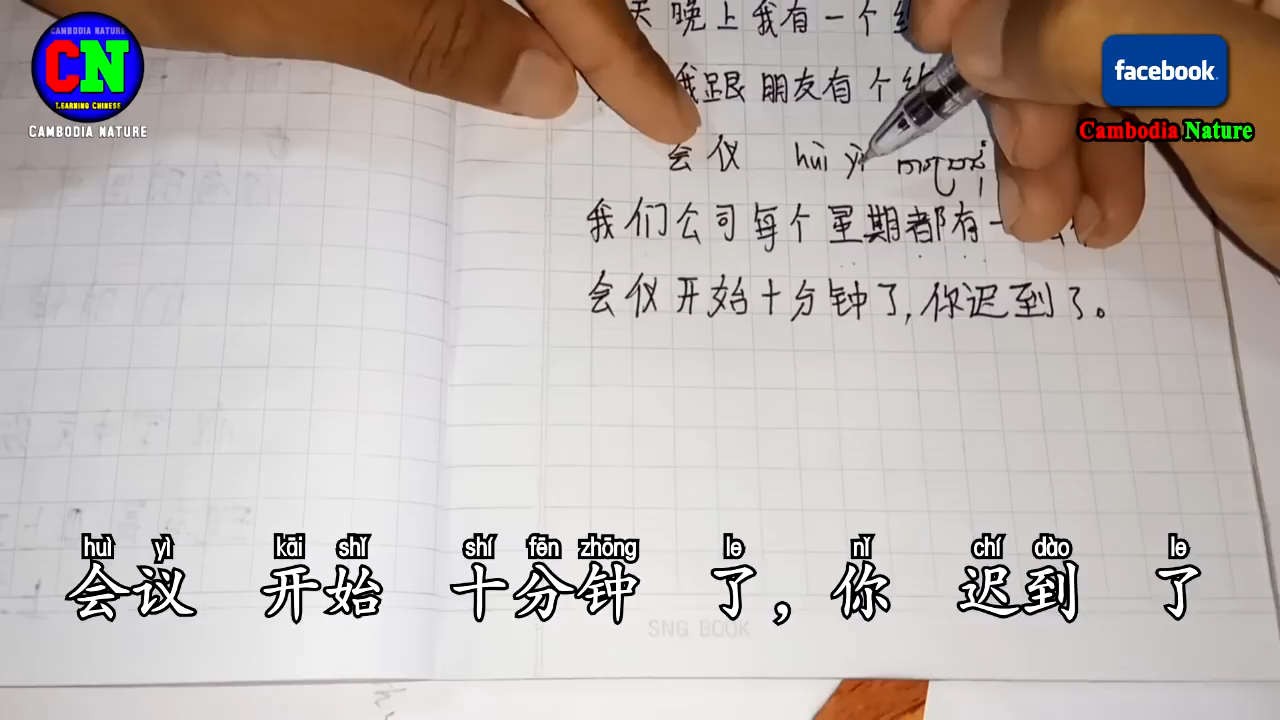 CAMBODIA NATURE
CN
LEARNING CHINESE
CAMBODIA NATURE
facebook
Cambodia Nature
天晚上我有一个
我跟朋友有个
会仪 huì yì
我们公司每个星期都有一
会仪开始十分钟了,你迟到了。
huì yì kāi shǐ shí fēn zhōng le nǐ chí dào le
会议 开始 十分钟 了,你 迟到 了
SNG BOOK